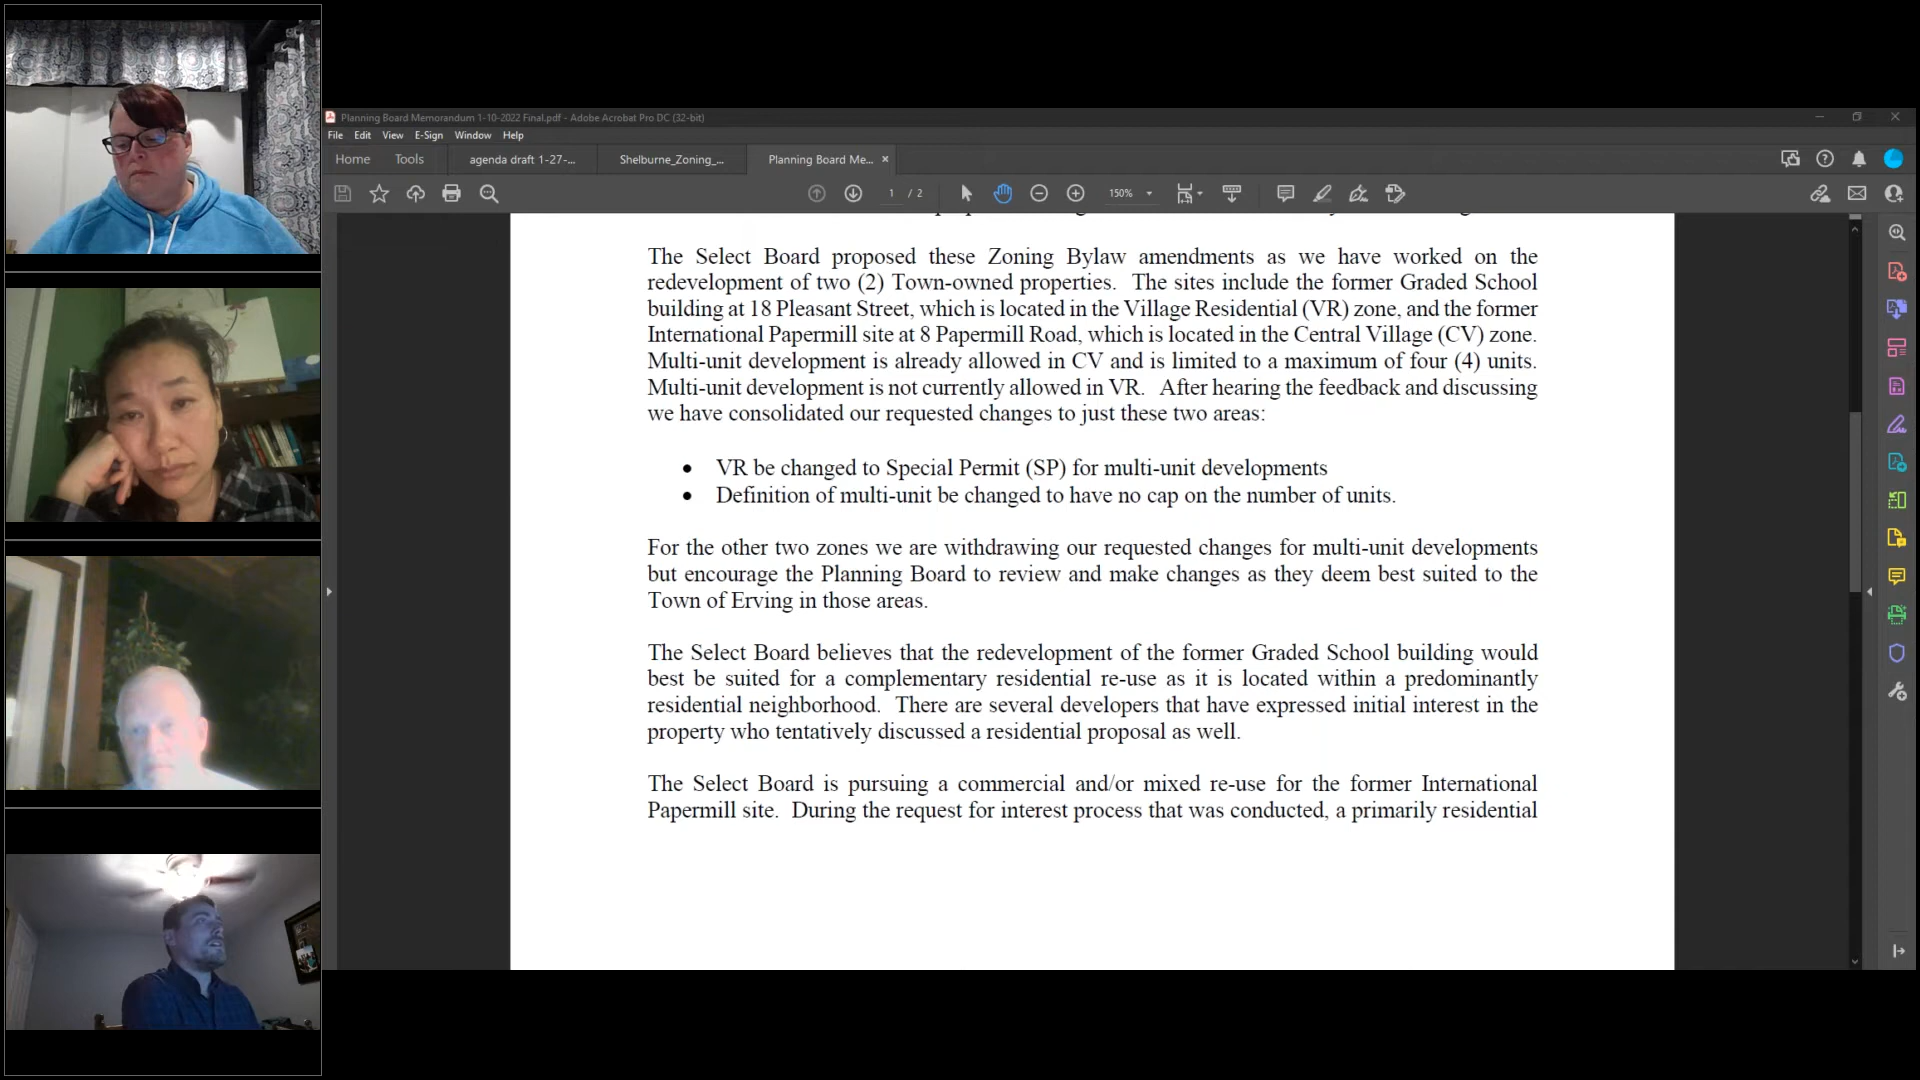 Planning Board Memorandum 1-10-2022 Final.pdf - Adobe Acrobat Pro DC (32-bit)
File Edit View E-Sign Window Help
Home Tools agenda draft 1-27-... Shelburne_Zoning_... Planning Board Me... ×
1 / 2 150%
The Select Board proposed these Zoning Bylaw amendments as we have worked on the
redevelopment of two (2) Town-owned properties. The sites include the former Graded School
building at 18 Pleasant Street, which is located in the Village Residential (VR) zone, and the former
International Papermill site at 8 Papermill Road, which is located in the Central Village (CV) zone.
Multi-unit development is already allowed in CV and is limited to a maximum of four (4) units.
Multi-unit development is not currently allowed in VR. After hearing the feedback and discussing
we have consolidated our requested changes to just these two areas:
• VR be changed to Special Permit (SP) for multi-unit developments
• Definition of multi-unit be changed to have no cap on the number of units.
For the other two zones we are withdrawing our requested changes for multi-unit developments
but encourage the Planning Board to review and make changes as they deem best suited to the
Town of Erving in those areas.
The Select Board believes that the redevelopment of the former Graded School building would
best be suited for a complementary residential re-use as it is located within a predominantly
residential neighborhood. There are several developers that have expressed initial interest in the
property who tentatively discussed a residential proposal as well.
The Select Board is pursuing a commercial and/or mixed re-use for the former International
Papermill site. During the request for interest process that was conducted, a primarily residential